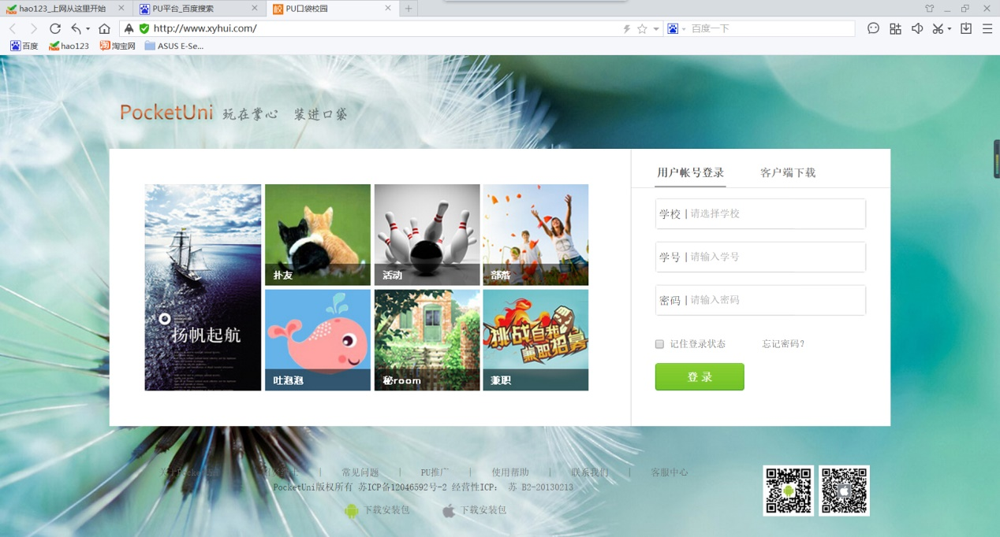 hao123_上网从这里开始
PU平台_百度搜索
PU口袋校园
http://www.xyhui.com/
百度一下
百度
hao123
淘宝网
ASUS E-Se...
PocketUni 玩在掌心 装进口袋
用户帐号登录 客户端下载
扬帆起航
扑友
活动
部落
吐泡泡
秘room
挑战自我
兼职招募
兼职
学校 | 请选择学校
学号 | 请输入学号
密码 | 请输入密码
记住登录状态 忘记密码?
登 录
常见问题 | PU推广 | 使用帮助 | 联系我们 | 客服中心
PocketUni版权所有 苏ICP备12046592号-2 经营性ICP: 苏 B2-20130213
下载安装包 下载安装包